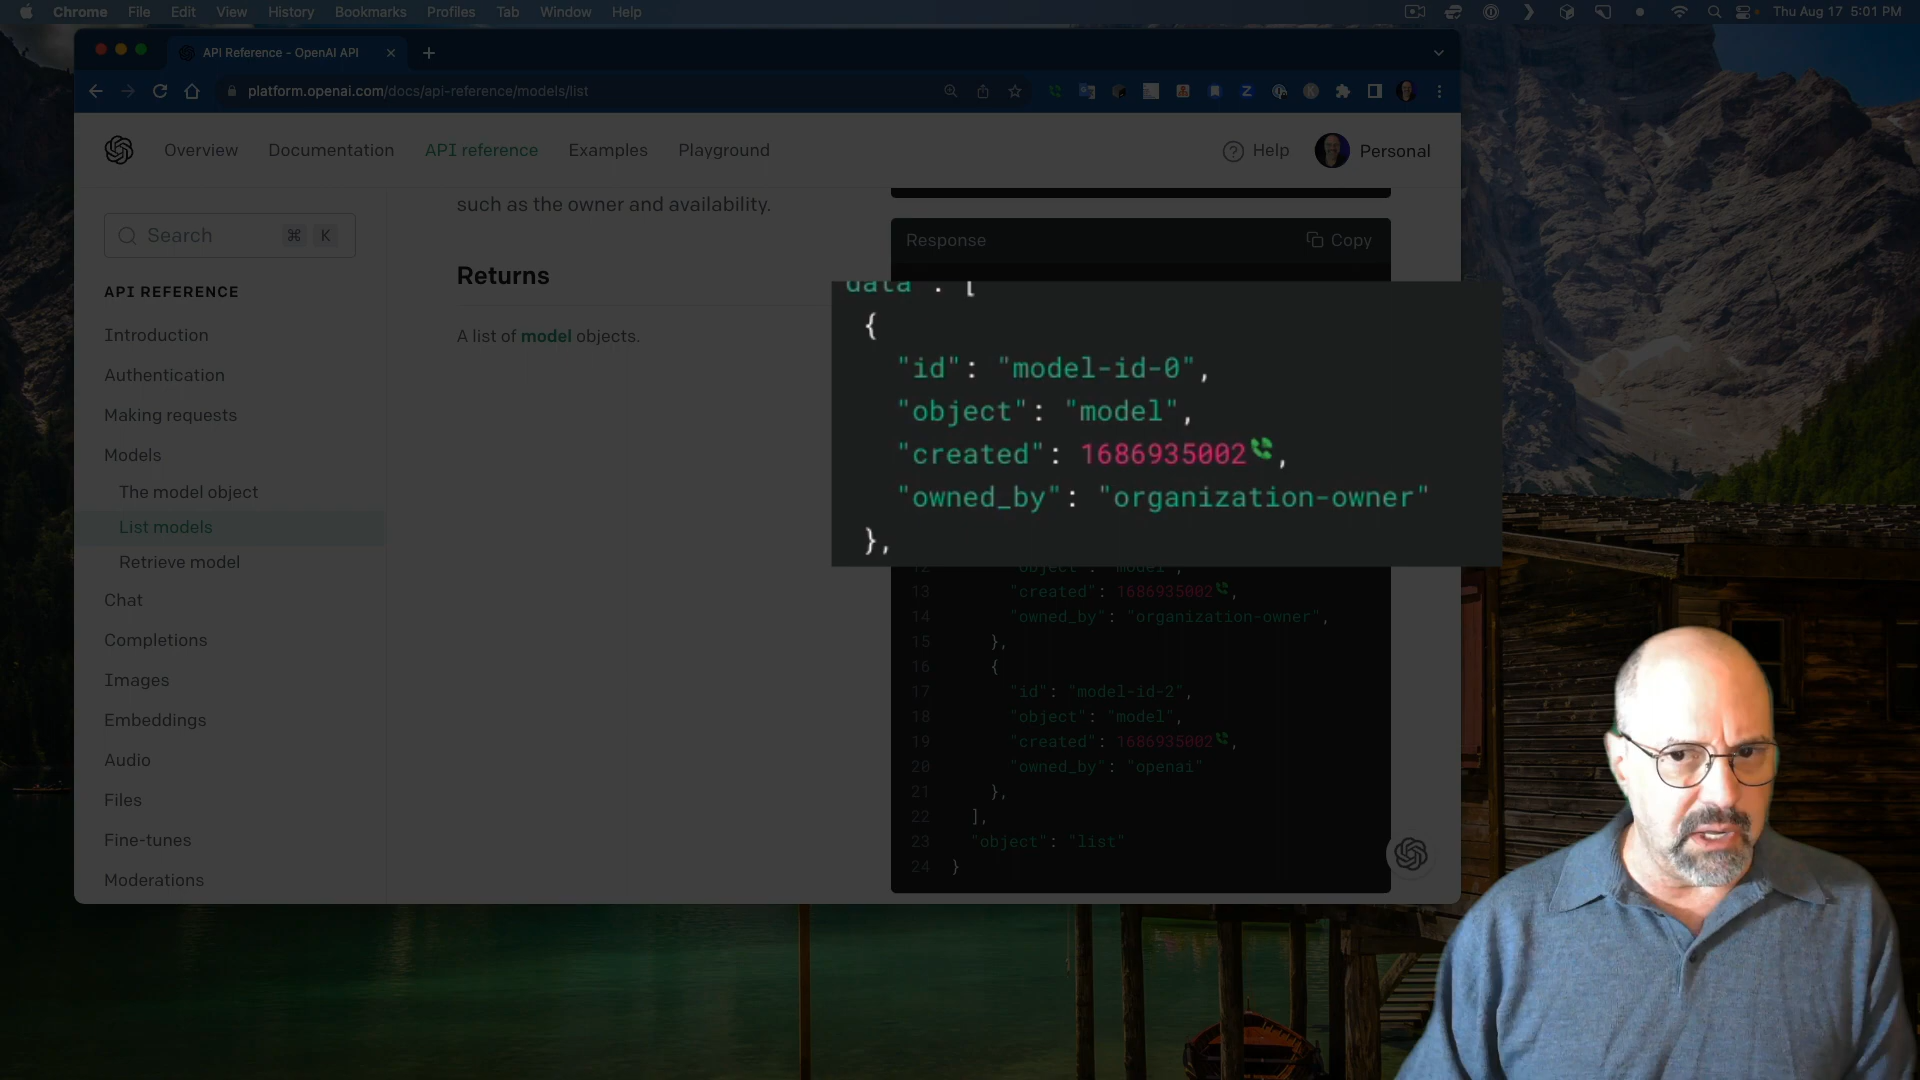 Chrome File Edit View History Bookmarks Profiles Tab Window Help
Thu Aug 17 5:01 PM
API Reference - OpenAI API
platform.openai.com/docs/api-reference/models/list
Overview Documentation API reference Examples Playground
Help Personal
Search ⌘ K
API REFERENCE
Introduction
Authentication
Making requests
Models
The model object
List models
Retrieve model
Chat
Completions
Images
Embeddings
Audio
Files
Fine-tunes
Moderations
such as the owner and availability.
Returns
A list of model objects.
Response Copy
data : [
{
"id": "model-id-0",
"object": "model",
"created": 1686935002,
"owned_by": "organization-owner"
},
12 "object": "model",
13 "created": 1686935002,
14 "owned_by": "organization-owner",
15 },
16 {
17 "id": "model-id-2",
18 "object": "model",
19 "created": 1686935002,
20 "owned_by": "openai"
21 },
22 ],
23 "object": "list"
24 }